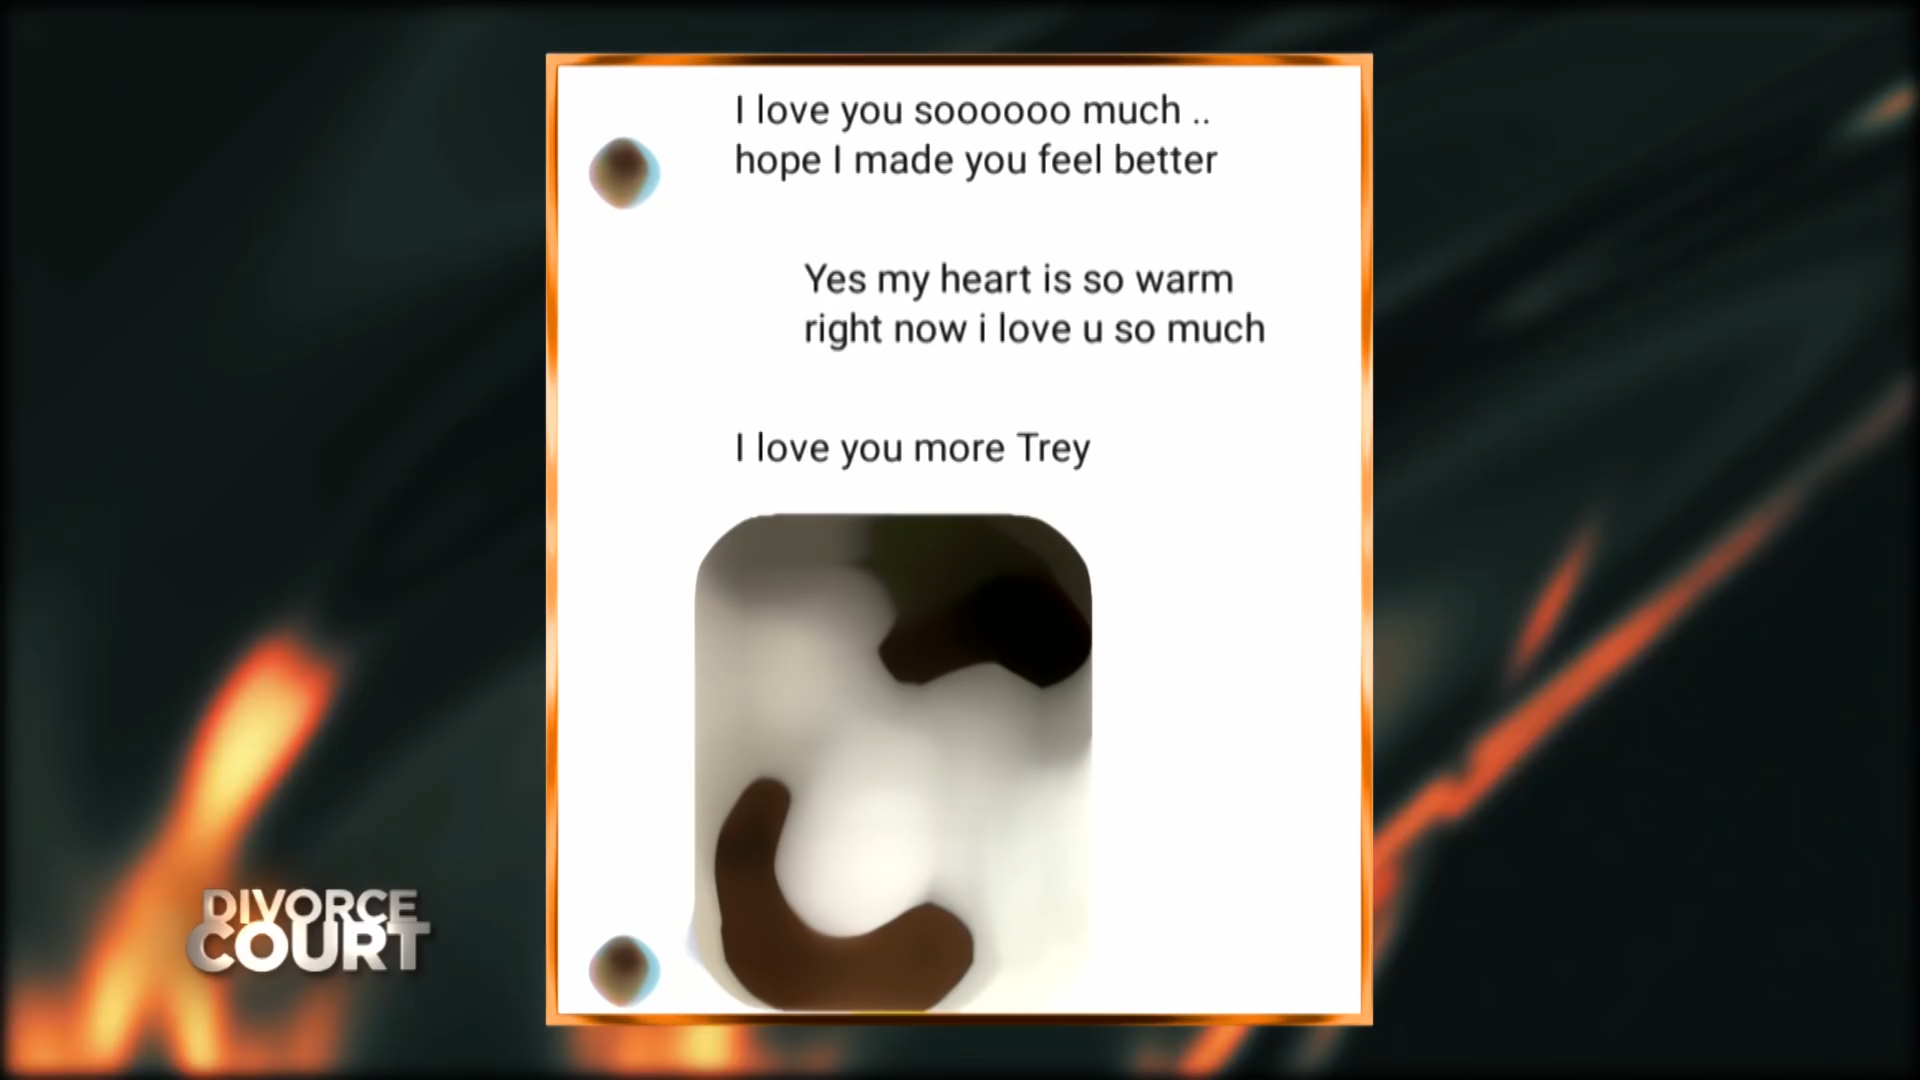 I love you soooooo much ..
hope I made you feel better
Yes my heart is so warm
right now i love u so much
I love you more Trey
DIVORCE
COURT